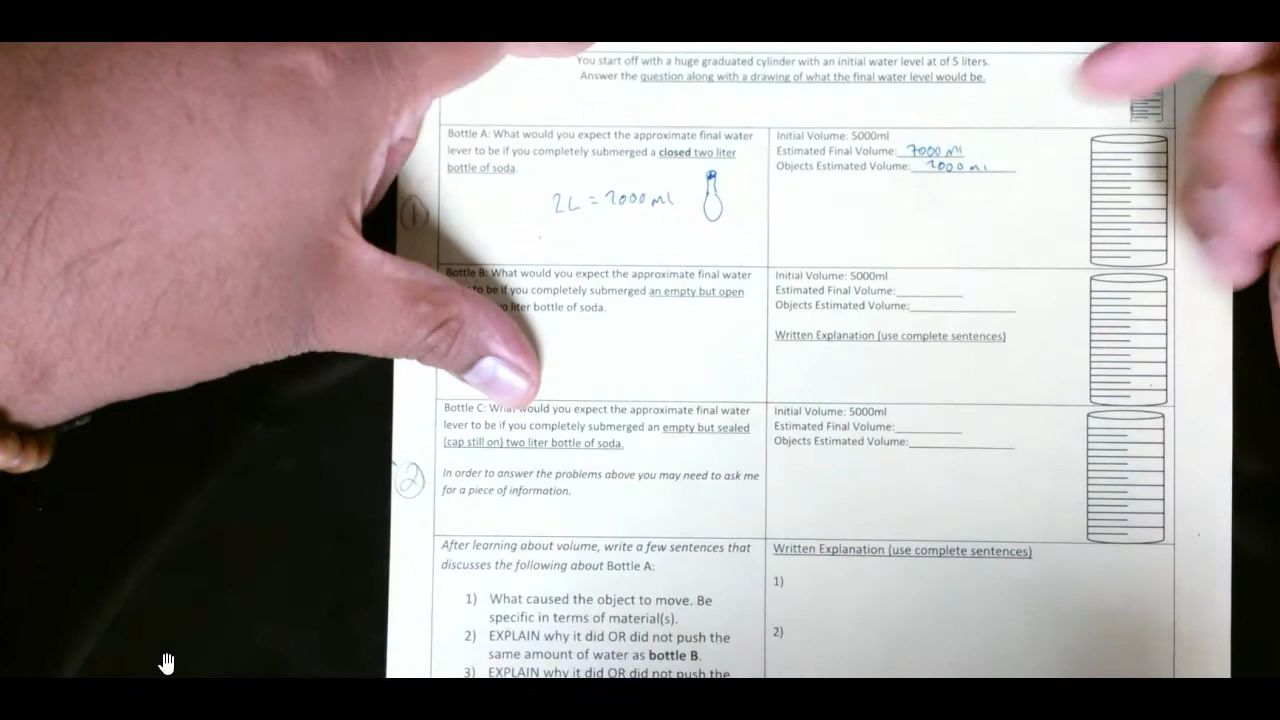 You start off with a huge graduated cylinder with an initial water level at of 5 liters.
Answer the question along with a drawing of what the final water level would be.
Bottle A: What would you expect the approximate final water
lever to be if you completely submerged a closed two liter
bottle of soda.
2L = 2000 ml
Initial Volume: 5000ml
Estimated Final Volume: 7000 ml
Objects Estimated Volume: 2000 ml
1
Bottle B: What would you expect the approximate final water
to be if you completely submerged an empty but open
liter bottle of soda.
Initial Volume: 5000ml
Estimated Final Volume:
Objects Estimated Volume:
Written Explanation (use complete sentences)
Bottle C: What would you expect the approximate final water
lever to be if you completely submerged an empty but sealed
(cap still on) two liter bottle of soda.
2
In order to answer the problems above you may need to ask me
for a piece of information.
Initial Volume: 5000ml
Estimated Final Volume:
Objects Estimated Volume:
After learning about volume, write a few sentences that
discusses the following about Bottle A:
1) What caused the object to move. Be
specific in terms of material(s).
2) EXPLAIN why it did OR did not push the
same amount of water as bottle B.
3) EXPLAIN why it did OR did not push the
Written Explanation (use complete sentences)
1)
2)